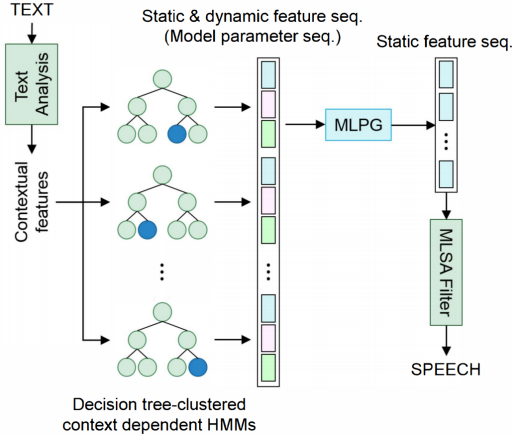 TEXT
Text
Analysis
Contextual
features
Static & dynamic feature seq.
(Model parameter seq.)
MLPG
Static feature seq.
MLSA Filter
SPEECH
Decision tree-clustered
context dependent HMMs